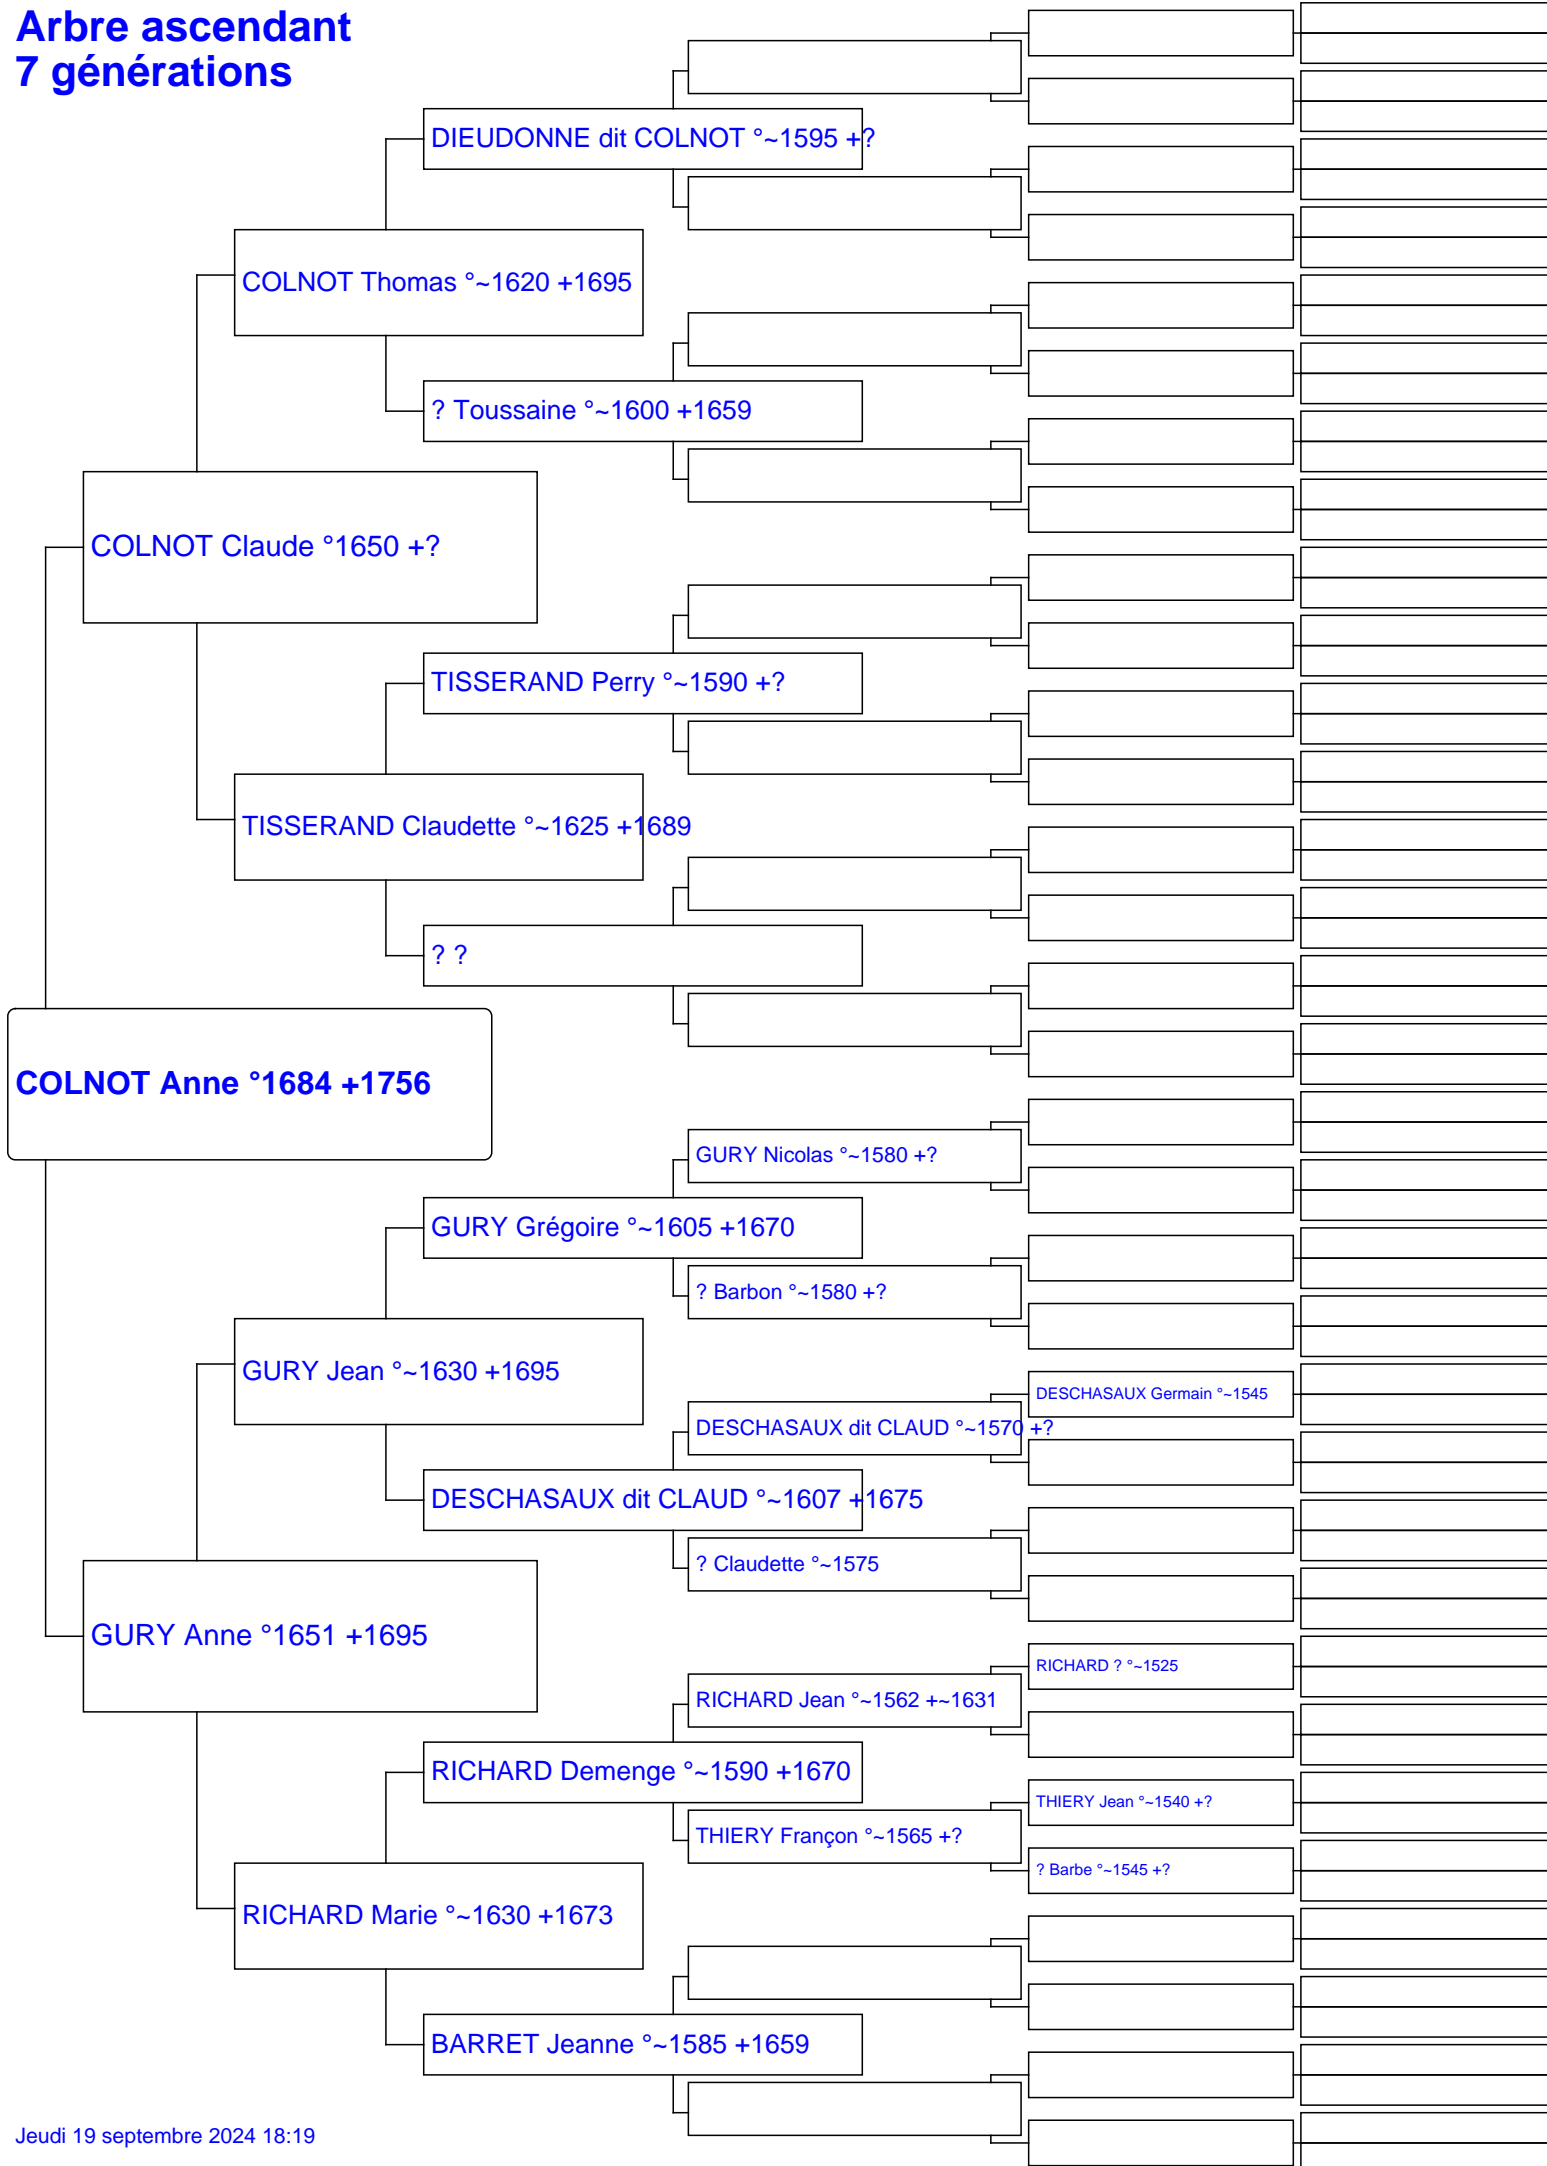 Arbre ascendant
7 générations
DIEUDONNE dit COLNOT °~1595 +?
COLNOT Thomas °~1620 +1695
? Toussaine °~1600 +1659
COLNOT Claude °1650 +?
TISSERAND Perry °~1590 +?
TISSERAND Claudette °~1625 +1689
? ?
COLNOT Anne °1684 +1756
GURY Nicolas °~1580 +?
GURY Grégoire °~1605 +1670
? Barbon °~1580 +?
GURY Jean °~1630 +1695
DESCHASAUX Germain °~1545
DESCHASAUX dit CLAUD °~1570 +?
DESCHASAUX dit CLAUD °~1607 +1675
? Claudette °~1575
GURY Anne °1651 +1695
RICHARD ? °~1525
RICHARD Jean °~1562 +~1631
RICHARD Demenge °~1590 +1670
THIERY Jean °~1540 +?
THIERY Françon °~1565 +?
? Barbe °~1545 +?
RICHARD Marie °~1630 +1673
BARRET Jeanne °~1585 +1659
Jeudi 19 septembre 2024 18:19